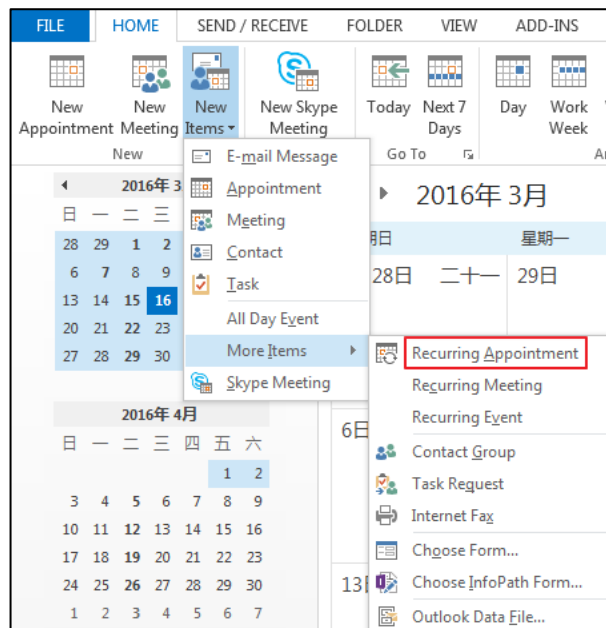 FILE HOME SEND / RECEIVE FOLDER VIEW ADD-INS
New Appointment
New Meeting
New Items
New Skype Meeting
Today
Next 7 Days
Day
Work Week
New
Go To
E-mail Message
Appointment
Meeting
Contact
Task
All Day Event
More Items
Skype Meeting
2016年 3
日 一 二 三
28 29 1 2
6 7 8 9
13 14 15 16
20 21 22 23
27 28 29 30
2016年 4月
日 一 二 三 四 五 六
1 2
3 4 5 6 7 8 9
10 11 12 13 14 15 16
17 18 19 20 21 22 23
24 25 26 27 28 29 30
1 2 3 4 5 6 7
2016年 3月
期日 星期一
28日 二十一 29日
6日
13
Recurring Appointment
Recurring Meeting
Recurring Event
Contact Group
Task Request
Internet Fax
Choose Form...
Choose InfoPath Form...
Outlook Data File...